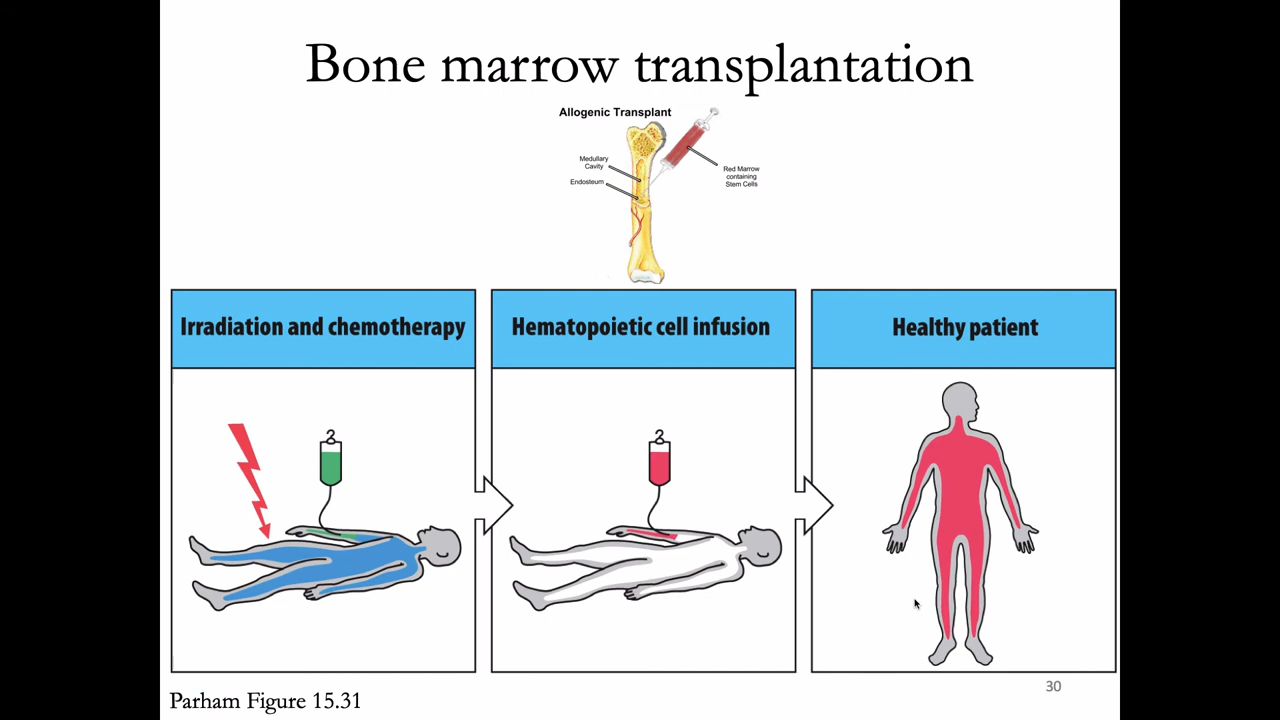 Bone marrow transplantation
Allogenic Transplant
Medullary
Cavity
Endosteum
Red Marrow
containing
Stem Cells
Irradiation and chemotherapy
Hematopoietic cell infusion
Healthy patient
Parham Figure 15.31
30